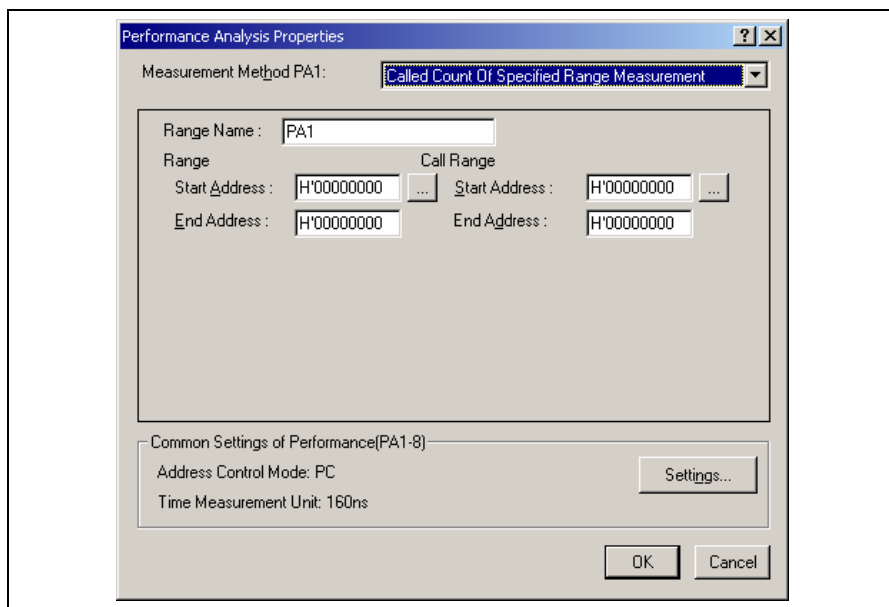 Performance Analysis Properties
Measurement Method PA1: Called Count Of Specified Range Measurement
Range Name : PA1
Range Call Range
Start Address : H'00000000 ... Start Address : H'00000000 ...
End Address : H'00000000 End Address : H'00000000
Common Settings of Performance(PA1-8)
Address Control Mode: PC
Settings...
Time Measurement Unit: 160ns
OK Cancel